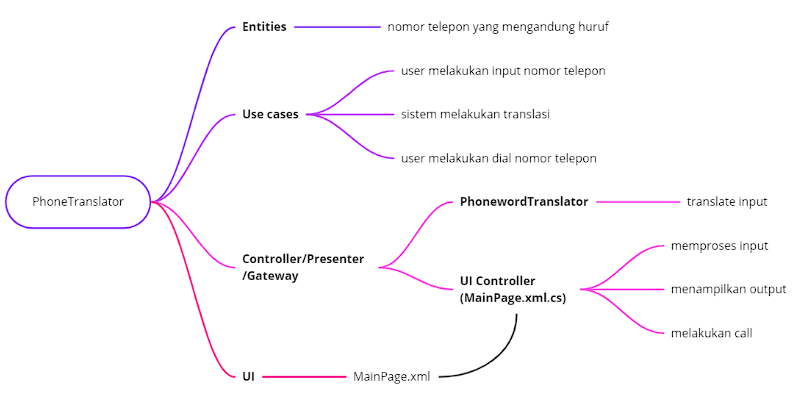 PhoneTranslator
Entities
nomor telepon yang mengandung huruf
Use cases
user melakukan input nomor telepon
sistem melakukan translasi
user melakukan dial nomor telepon
Controller/Presenter
/Gateway
PhonewordTranslator
translate input
UI Controller
(MainPage.xml.cs)
memproses input
menampilkan output
melakukan call
UI
MainPage.xml